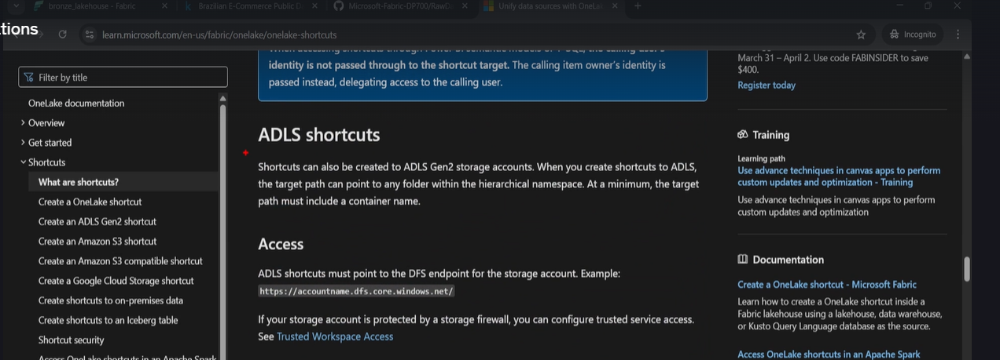 bronze_lakehouse - Fabric
Brazilian E-Commerce Public D
Microsoft-Fabric-DP700/RawDa
Unify data sources with OneLa
tions
learn.microsoft.com/en-us/fabric/onelake/onelake-shortcuts
Incognito
Filter by title
OneLake documentation
Overview
Get started
Shortcuts
What are shortcuts?
Create a OneLake shortcut
Create an ADLS Gen2 shortcut
Create an Amazon S3 shortcut
Create an Amazon S3 compatible shortcut
Create a Google Cloud Storage shortcut
Create shortcuts to on-premises data
Create shortcuts to an Iceberg table
Shortcut security
Access OneLake shortcuts in an Apache Spark
identity is not passed through to the shortcut target. The calling item owner's identity is
passed instead, delegating access to the calling user.
ADLS shortcuts
Shortcuts can also be created to ADLS Gen2 storage accounts. When you create shortcuts to ADLS,
the target path can point to any folder within the hierarchical namespace. At a minimum, the target
path must include a container name.
Access
ADLS shortcuts must point to the DFS endpoint for the storage account. Example:
https://accountname.dfs.core.windows.net/
If your storage account is protected by a storage firewall, you can configure trusted service access.
See Trusted Workspace Access
March 31 – April 2. Use code FABINSIDER to save
$400.
Register today
Training
Learning path
Use advance techniques in canvas apps to perform
custom updates and optimization - Training
Use advance techniques in canvas apps to perform
custom updates and optimization
Documentation
Create a OneLake shortcut - Microsoft Fabric
Learn how to create a OneLake shortcut inside a
Fabric lakehouse using a lakehouse, data warehouse,
or Kusto Query Language database as the source.
Access OneLake shortcuts in an Apache Spark